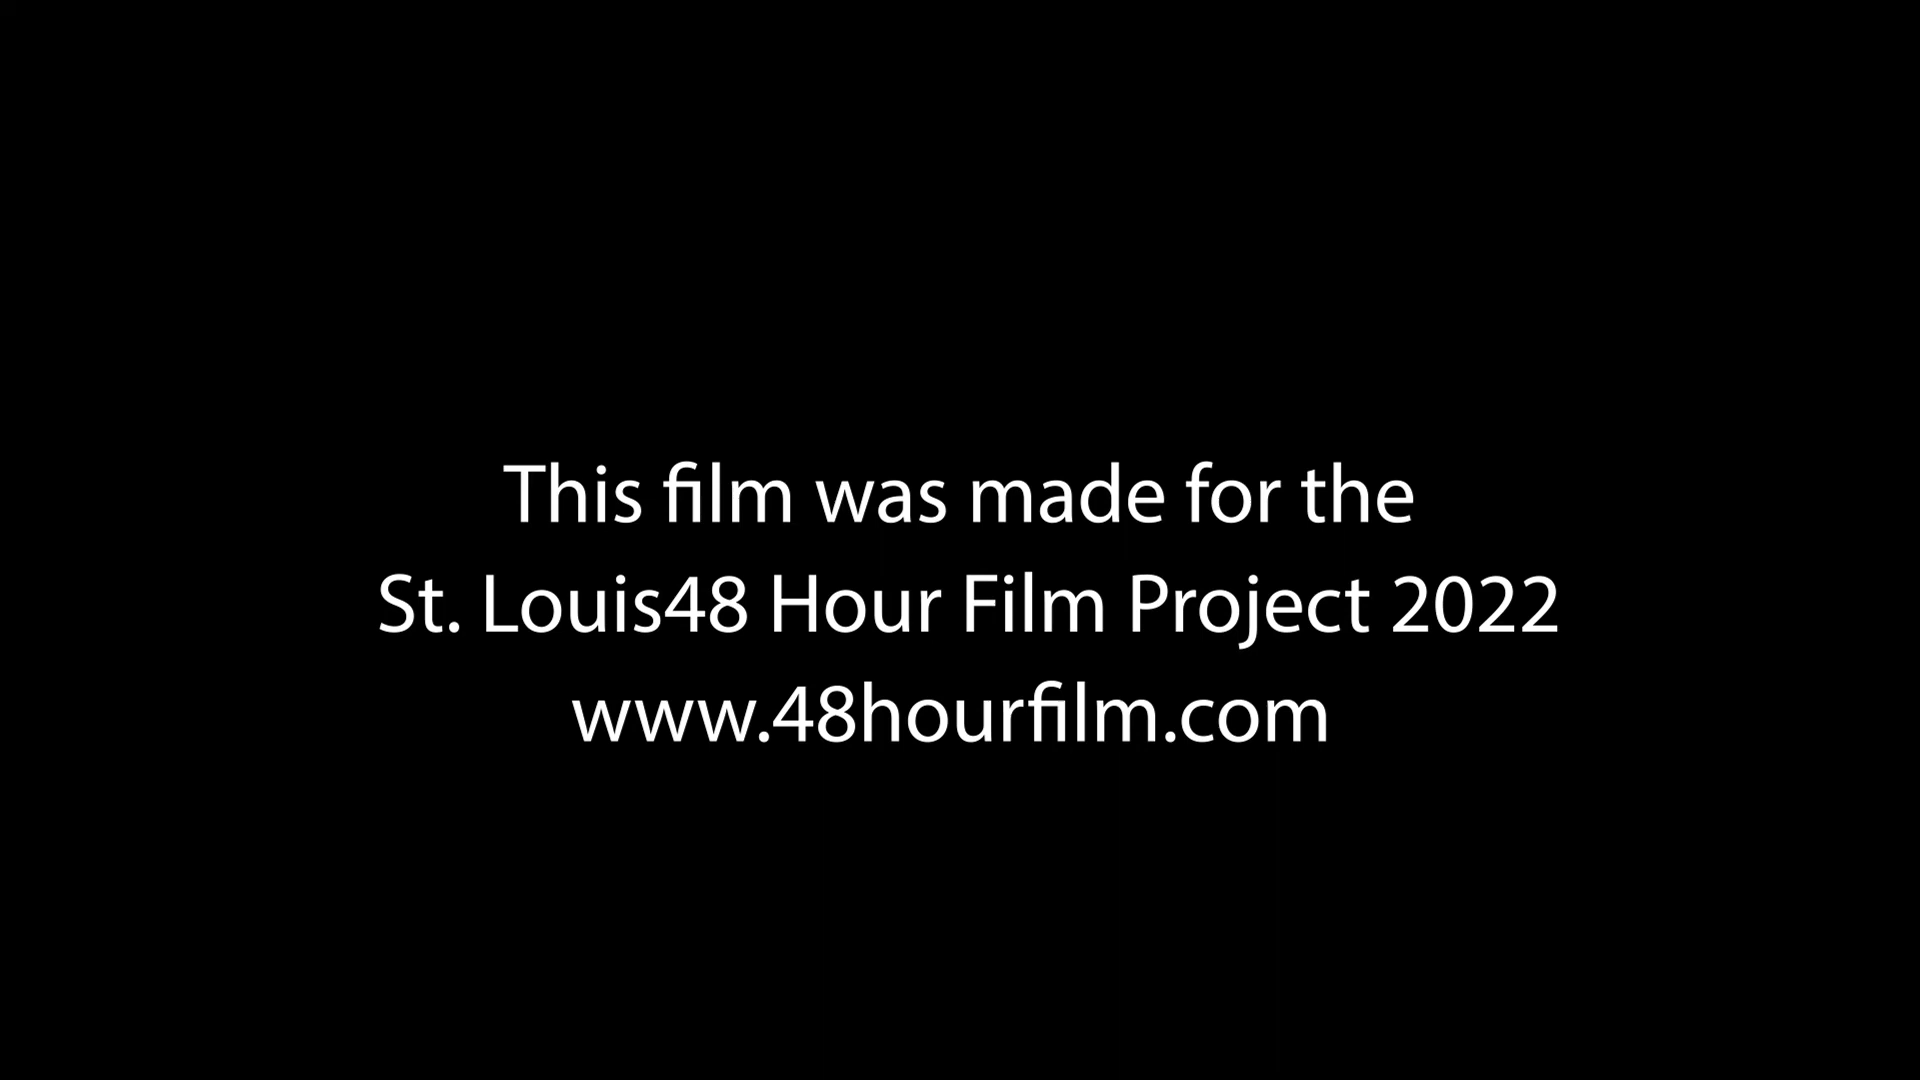 This film was made for the
St. Louis48 Hour Film Project 2022
www.48hourfilm.com